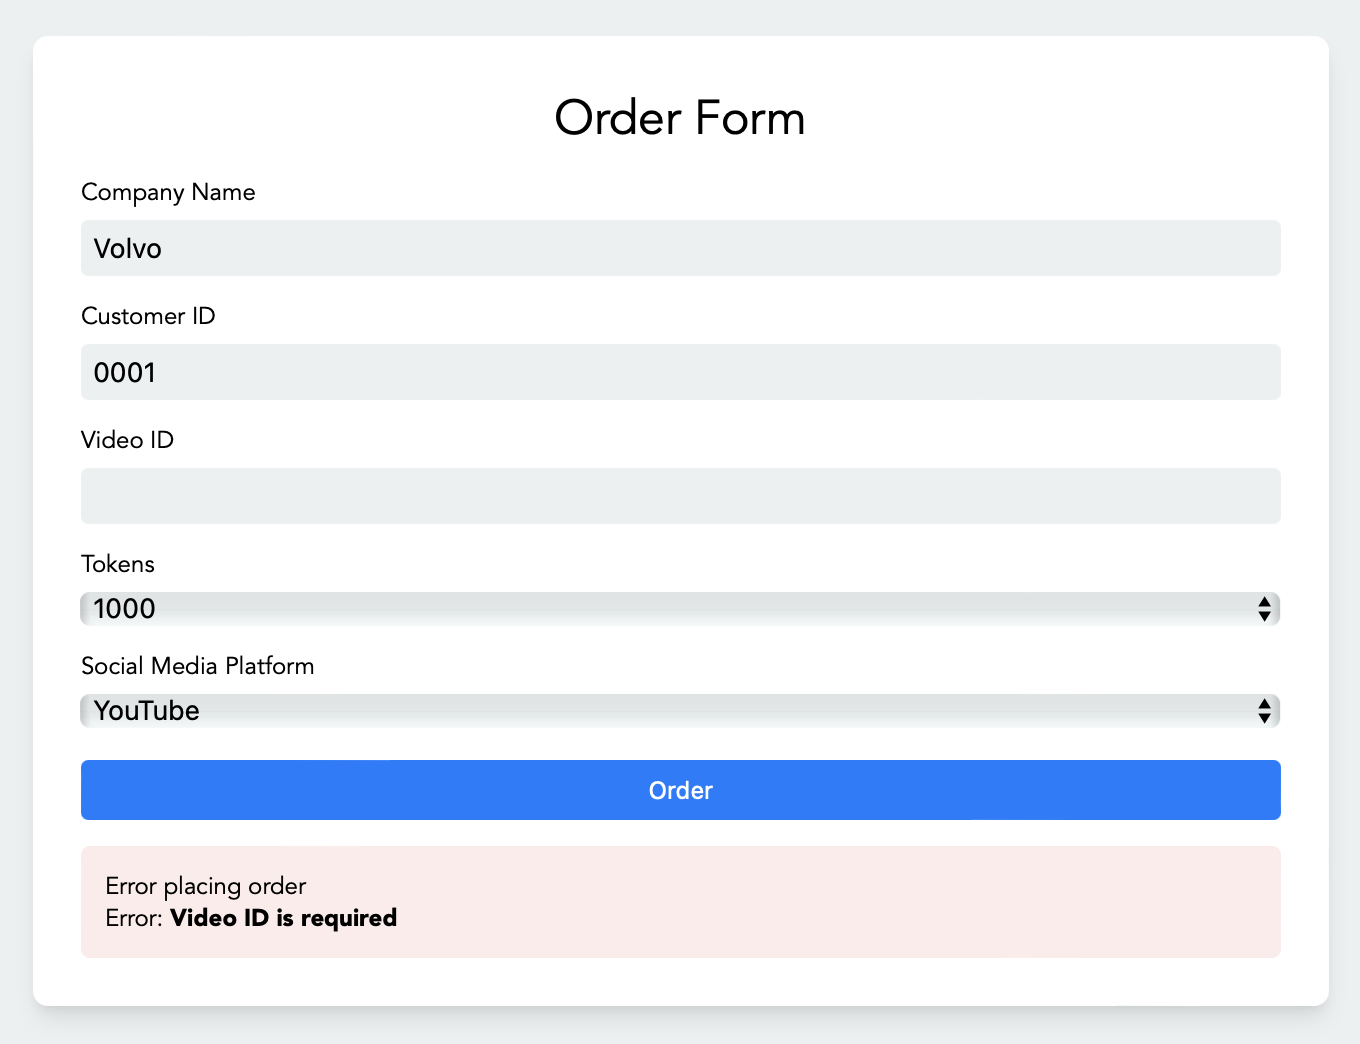 Order Form
Company Name
Volvo
Customer ID
0001
Video ID
Tokens
1000
Social Media Platform
YouTube
Order
Error placing order
Error: Video ID is required